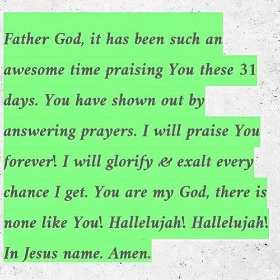 Father God, it has been such an
awesome time praising You these 31
days. You have shown out by
answering prayers. I will praise You
forever! I will glorify & exalt every
chance I get. You are my God, there is
none like You! Hallelujah! Hallelujah!
In Jesus name. Amen.